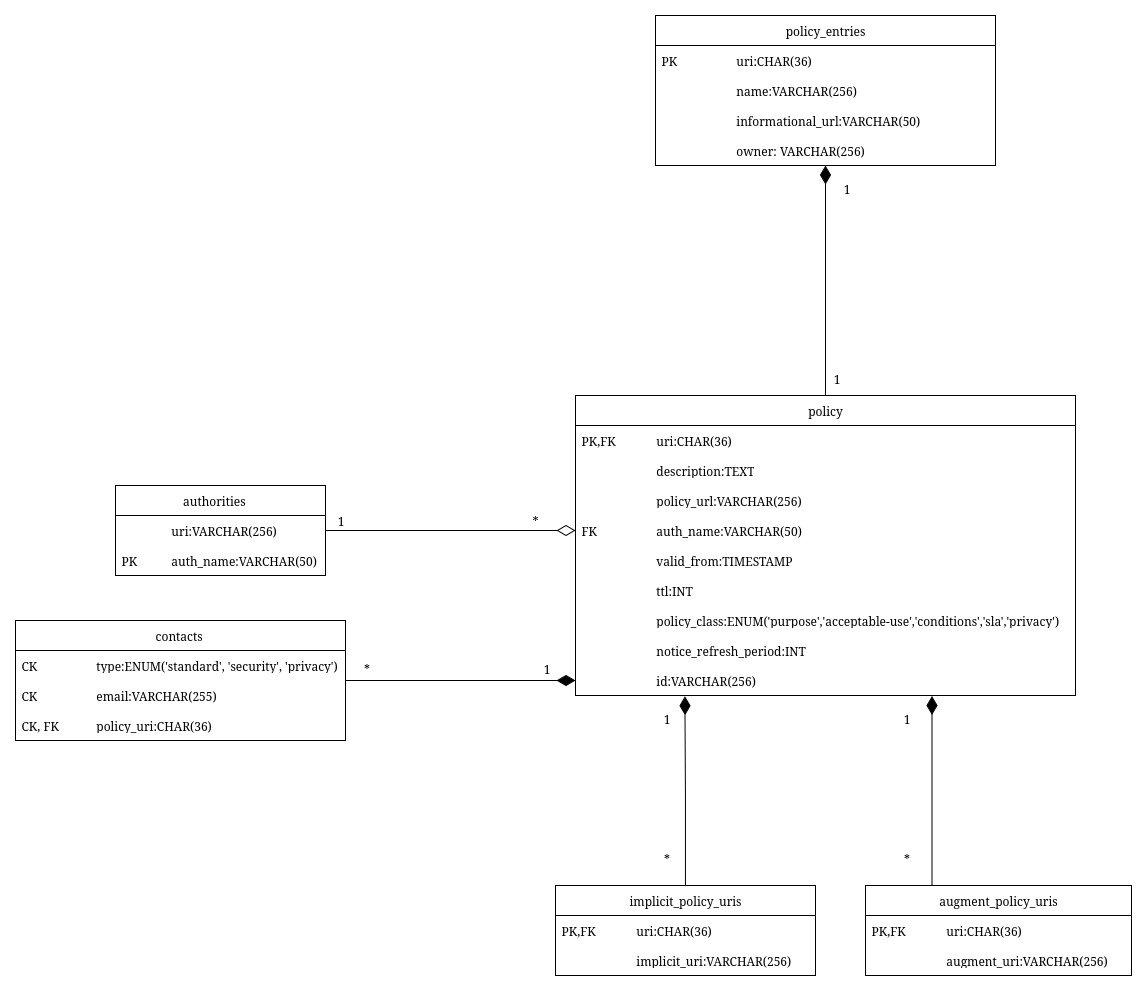 policy_entries
PK uri:CHAR(36)
name:VARCHAR(256)
informational_url:VARCHAR(50)
owner: VARCHAR(256)
1
1
policy
PK,FK uri:CHAR(36)
description:TEXT
policy_url:VARCHAR(256)
FK auth_name:VARCHAR(50)
valid_from:TIMESTAMP
ttl:INT
policy_class:ENUM('purpose','acceptable-use','conditions','sla','privacy')
notice_refresh_period:INT
id:VARCHAR(256)
authorities
uri:VARCHAR(256)
PK auth_name:VARCHAR(50)
1 *
contacts
CK type:ENUM('standard', 'security', 'privacy')
CK email:VARCHAR(255)
CK, FK policy_uri:CHAR(36)
* 1
1 1
* *
implicit_policy_uris
PK,FK uri:CHAR(36)
implicit_uri:VARCHAR(256)
augment_policy_uris
PK,FK uri:CHAR(36)
augment_uri:VARCHAR(256)